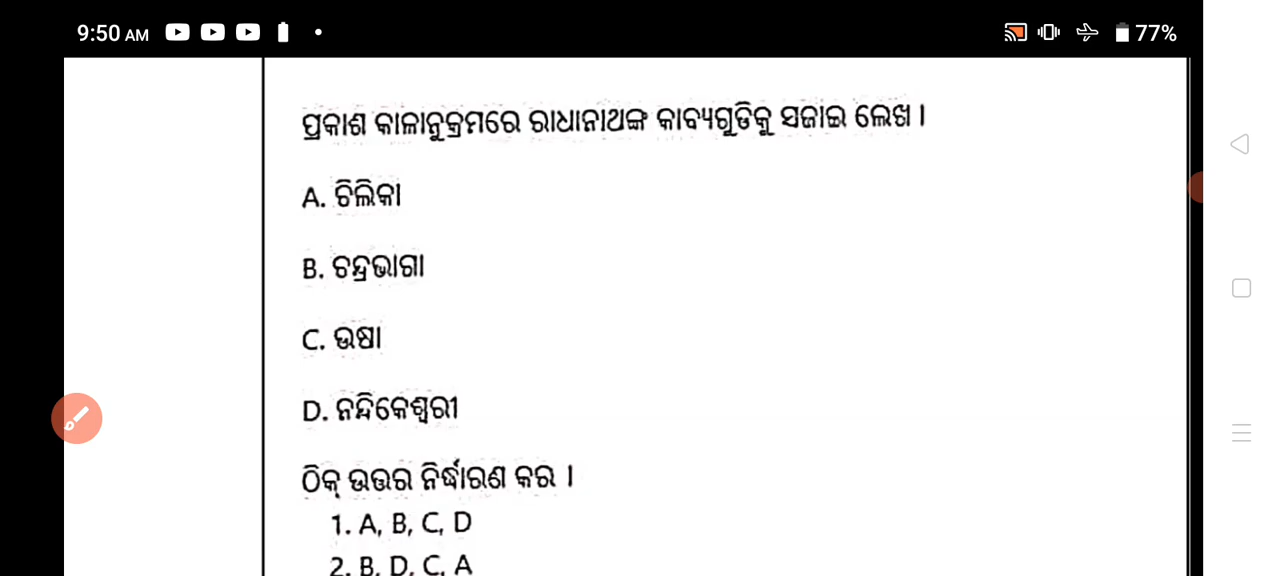 9:50 AM
77%
ପ୍ରକାଶ କାଳାନୁକ୍ରମରେ ରାଧାନାଥଙ୍କ କାବ୍ୟଗୁଡିକୁ ସଜାଇ ଲେଖ ।
A. ଚିଲିକା
B. ଚନ୍ଦ୍ରଭାଗା
C. ଉଷା
D. ନନ୍ଦିକେଶ୍ୱରୀ
ଠିକ୍ ଉତ୍ତର ନିର୍ଦ୍ଧାରଣ କର ।
1. A, B, C, D
2. B, D, C, A